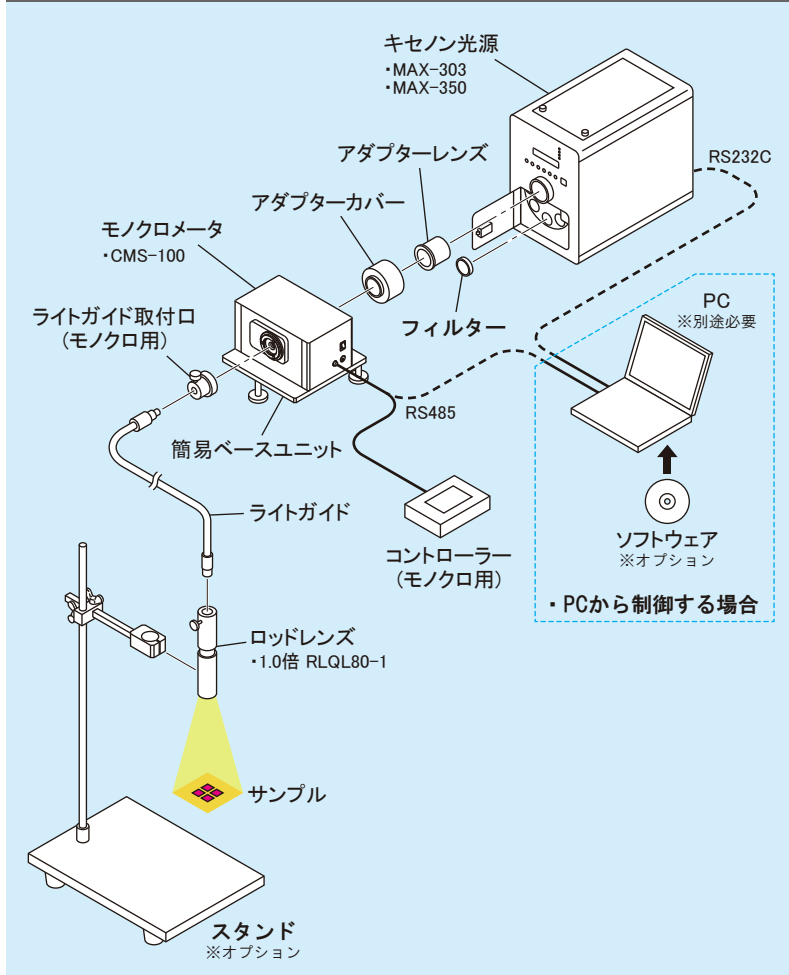 キセノン光源
・MAX-303
・MAX-350
RS232C
アダプターレンズ
アダプターカバー
モノクロメータ
・CMS-100
フィルター
PC
※別途必要
ライトガイド取付口
(モノクロ用)
RS485
簡易ベースユニット
ライトガイド
コントローラー
(モノクロ用)
ソフトウェア
※オプション
・PCから制御する場合
ロッドレンズ
・1.0倍 RLQL80-1
サンプル
スタンド
※オプション